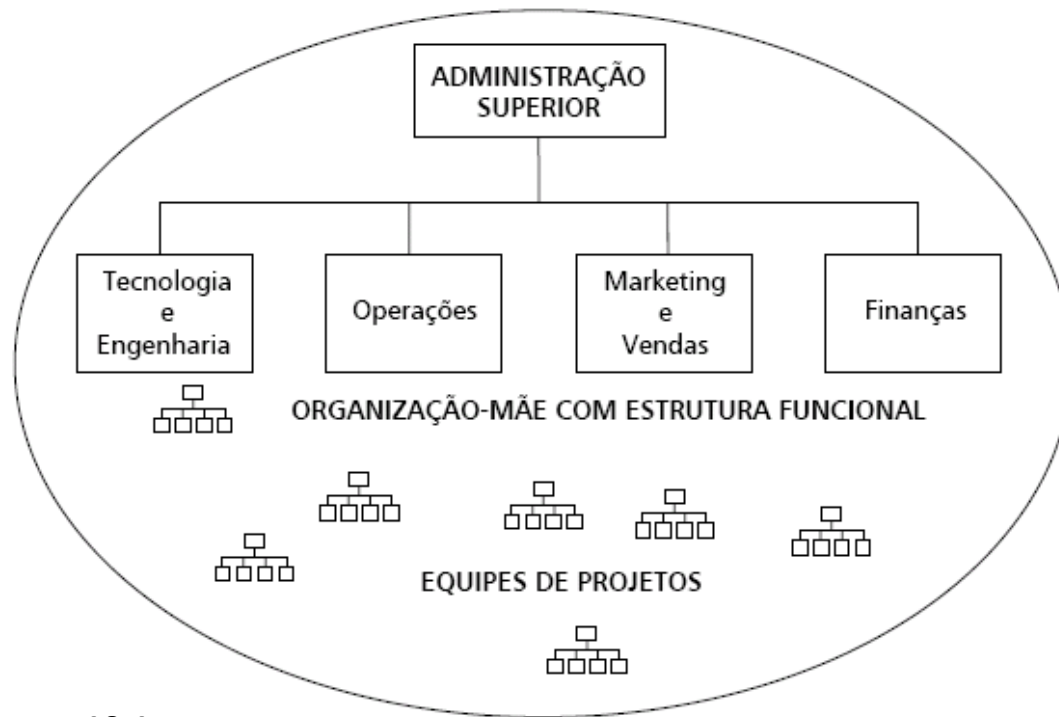 ADMINISTRAÇÃO
SUPERIOR
Tecnologia
e
Engenharia
Operações
Marketing
e
Vendas
Finanças
ORGANIZAÇÃO-MÃE COM ESTRUTURA FUNCIONAL
EQUIPES DE PROJETOS